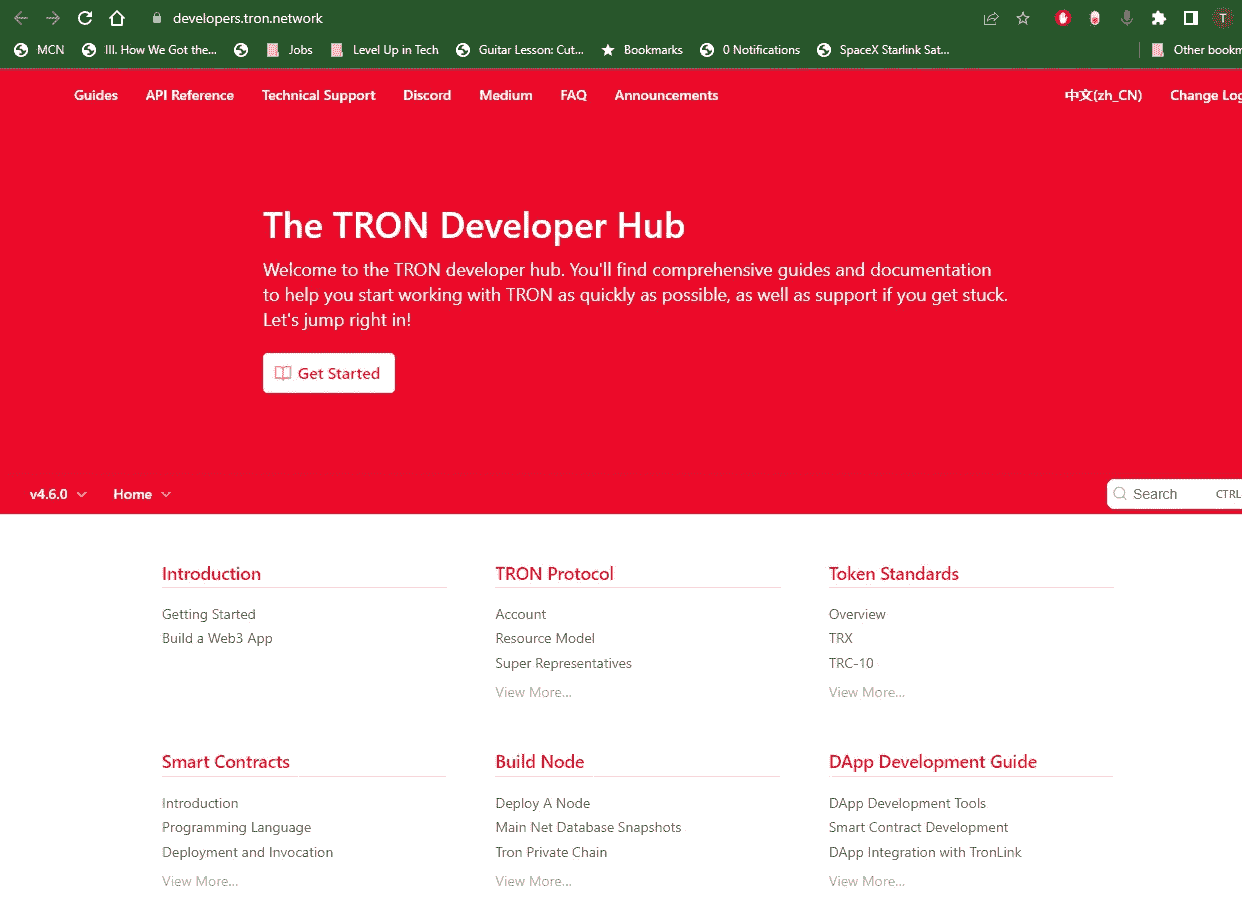 developers.tron.network
MCN III. How We Got the... Jobs Level Up in Tech Guitar Lesson: Cut... Bookmarks 0 Notifications SpaceX Starlink Sat... Other bookm
Guides API Reference Technical Support Discord Medium FAQ Announcements 中文(zh_CN) Change Log
The TRON Developer Hub
Welcome to the TRON developer hub. You'll find comprehensive guides and documentation
to help you start working with TRON as quickly as possible, as well as support if you get stuck.
Let's jump right in!
Get Started
v4.6.0 Home Search CTRL
Introduction
Getting Started
Build a Web3 App
TRON Protocol
Account
Resource Model
Super Representatives
View More...
Token Standards
Overview
TRX
TRC-10
View More...
Smart Contracts
Introduction
Programming Language
Deployment and Invocation
View More...
Build Node
Deploy A Node
Main Net Database Snapshots
Tron Private Chain
View More...
DApp Development Guide
DApp Development Tools
Smart Contract Development
DApp Integration with TronLink
View More...